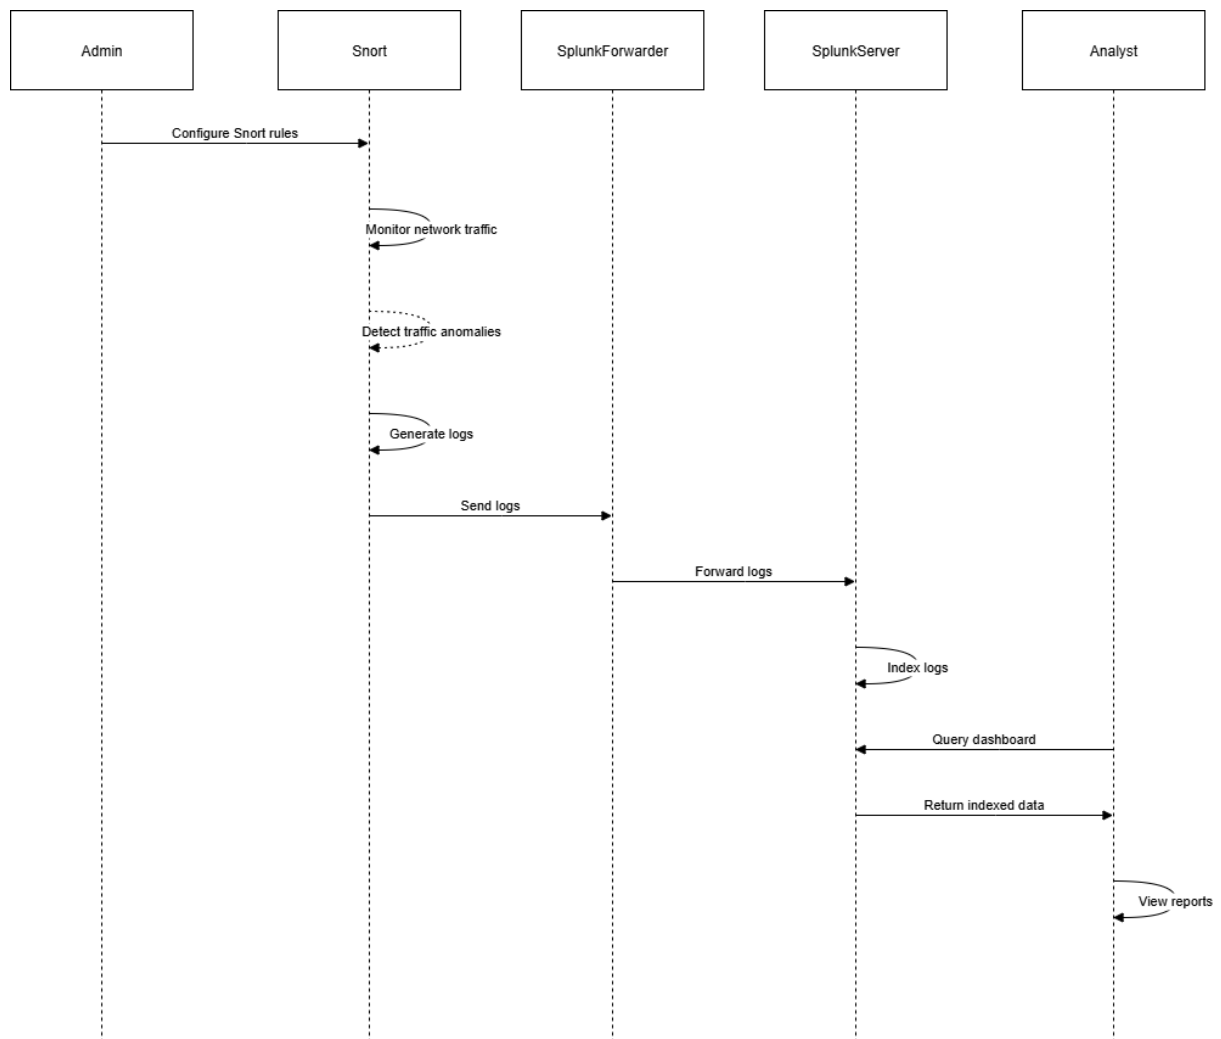 Admin
Snort
SplunkForwarder
SplunkServer
Analyst
Configure Snort rules
Monitor network traffic
Detect traffic anomalies
Generate logs
Send logs
Forward logs
Index logs
Query dashboard
Return indexed data
View reports